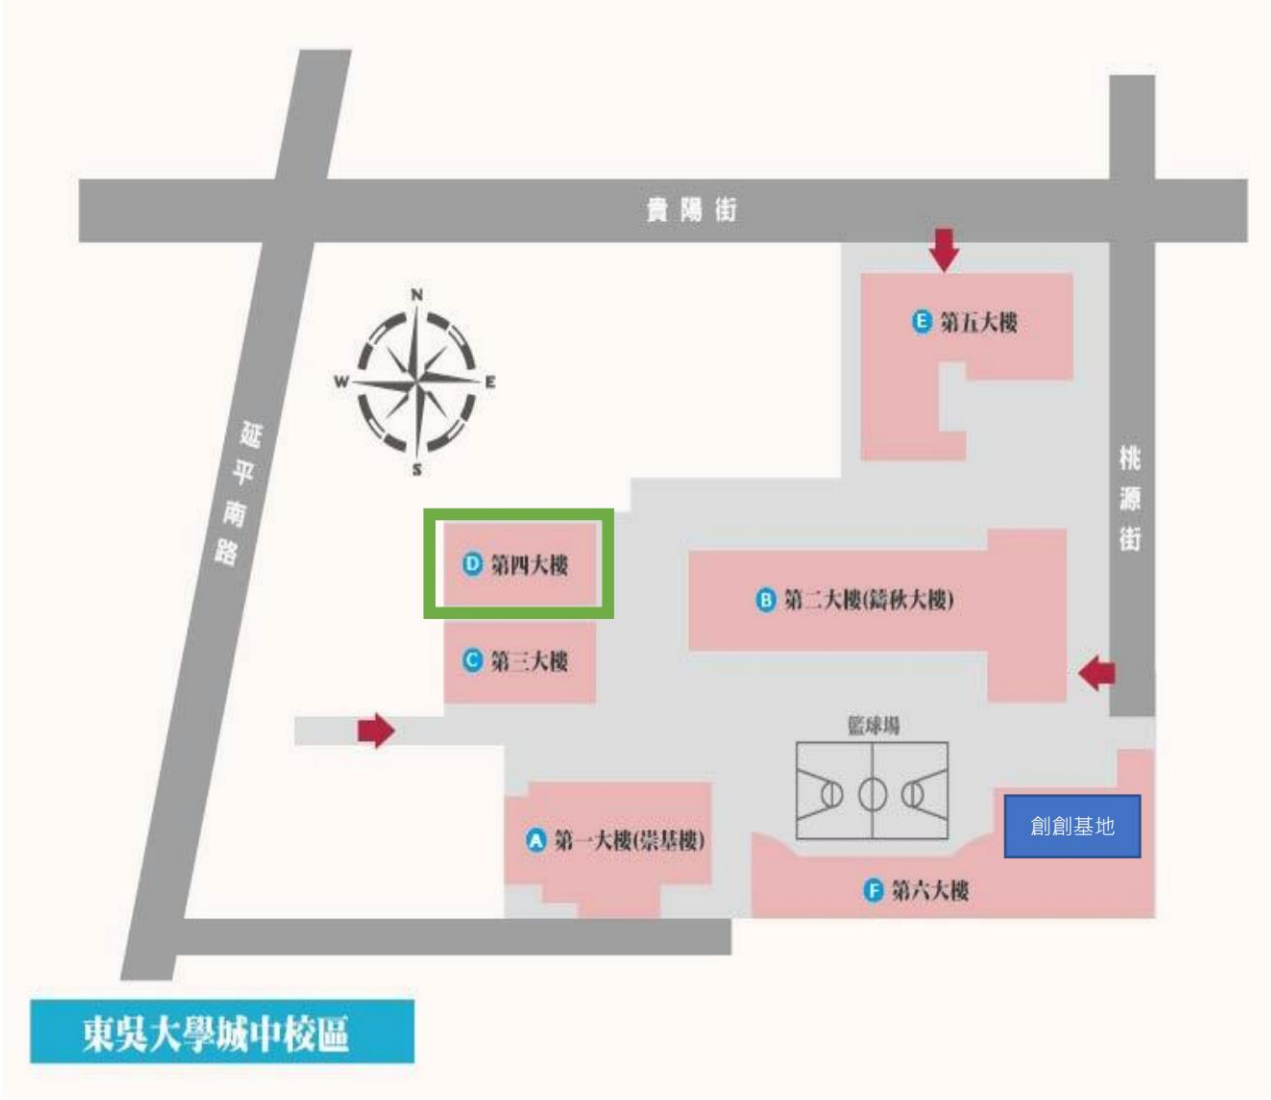 貴陽街
N
W
E
S
E 第五大樓
延平南路
桃源街
D 第四大樓
B 第二大樓(鑄秋大樓)
C 第三大樓
籃球場
創創基地
A 第一大樓(崇基樓)
F 第六大樓
東吳大學城中校區